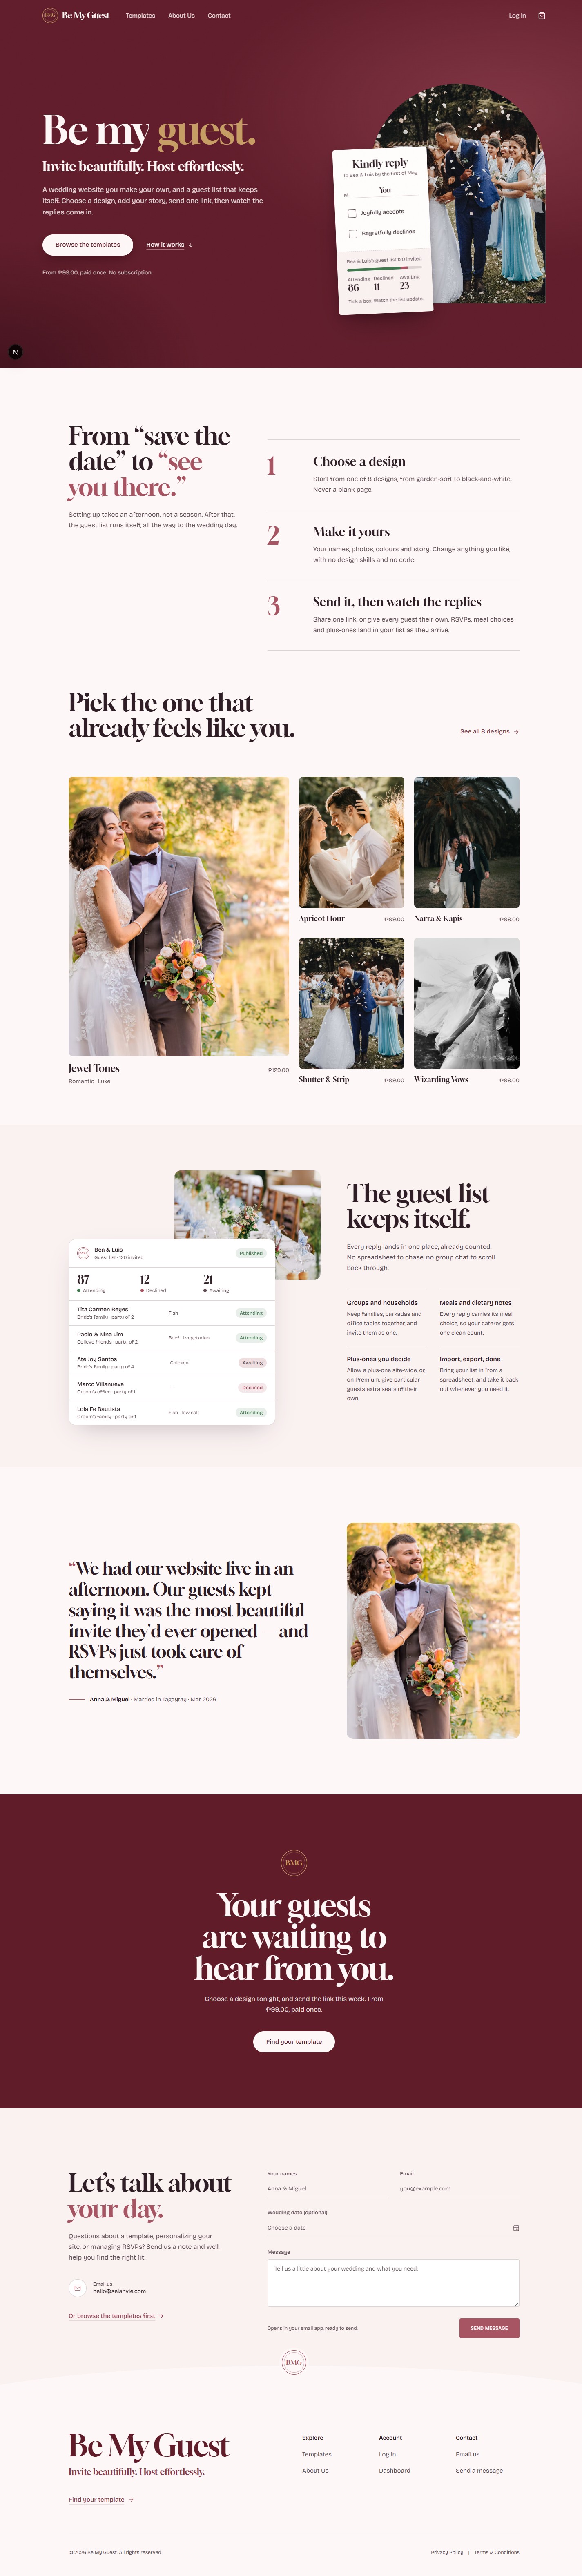 BMG Be My Guest
Templates
About Us
Contact
Log in
Be my guest.
Invite beautifully. Host effortlessly.
A wedding website you make your own, and a guest list that keeps
itself. Choose a design, add your story, send one link, then watch the
replies come in.
Browse the templates
How it works ↓
From ₱99.00, paid once. No subscription.
Kindly reply
to Bea & Luis by the first of May
M
You
Joyfully accepts
Regretfully declines
Bea & Luis's guest list 120 invited
Attending Declined Awaiting
86 11 23
Tick a box. Watch the list update.
N
From “save the
date” to “see
you there.”
Setting up takes an afternoon, not a season. After that,
the guest list runs itself, all the way to the wedding day.
1
Choose a design
Start from one of 8 designs, from garden-soft to black-and-white.
Never a blank page.
2
Make it yours
Your names, photos, colours and story. Change anything you like,
with no design skills and no code.
3
Send it, then watch the replies
Share one link, or give every guest their own. RSVPs, meal choices
and plus-ones land in your list as they arrive.
Pick the one that
already feels like you.
See all 8 designs →
Jewel Tones
₱129.00
Romantic · Luxe
Apricot Hour
₱99.00
Narra & Kapis
₱99.00
Shutter & Strip
₱99.00
Wizarding Vows
₱99.00
BMG
Bea & Luis
Guest list · 120 invited
Published
87 12 21
Attending Declined Awaiting
Tita Carmen Reyes
Bride's family · party of 2
Fish
Attending
Paolo & Nina Lim
College friends · party of 2
Beef · 1 vegetarian
Attending
Ate Joy Santos
Bride's family · party of 4
Chicken
Awaiting
Marco Villanueva
Groom's office · party of 1
–
Declined
Lola Fe Bautista
Groom's family · party of 1
Fish · low salt
Attending
The guest list
keeps itself.
Every reply lands in one place, already counted.
No spreadsheet to chase, no group chat to scroll
back through.
Groups and households
Keep families, barkadas and
office tables together, and
invite them as one.
Meals and dietary notes
Every reply carries its meal
choice, so your caterer gets
one clean count.
Plus-ones you decide
Allow a plus-one site-wide, or,
on Premium, give particular
guests extra seats of their
own.
Import, export, done
Bring your list in from a
spreadsheet, and take it back
out whenever you need it.
“We had our website live in an
afternoon. Our guests kept
saying it was the most beautiful
invite they’d ever opened — and
RSVPs just took care of
themselves.”
Anna & Miguel · Married in Tagaytay · Mar 2026
BMG
Your guests
are waiting to
hear from you.
Choose a design tonight, and send the link this week. From
₱99.00, paid once.
Find your template
Let’s talk about
your day.
Questions about a template, personalizing your
site, or managing RSVPs? Send us a note and we'll
help you find the right fit.
Email us
hello@selahvie.com
Or browse the templates first →
Your names
Anna & Miguel
Email
you@example.com
Wedding date (optional)
Choose a date
Message
Tell us a little about your wedding and what you need.
Opens in your email app, ready to send.
SEND MESSAGE
BMG
Be My Guest
Invite beautifully. Host effortlessly.
Find your template →
Explore
Templates
About Us
Account
Log in
Dashboard
Contact
Email us
Send a message
© 2026 Be My Guest. All rights reserved.
Privacy Policy | Terms & Conditions